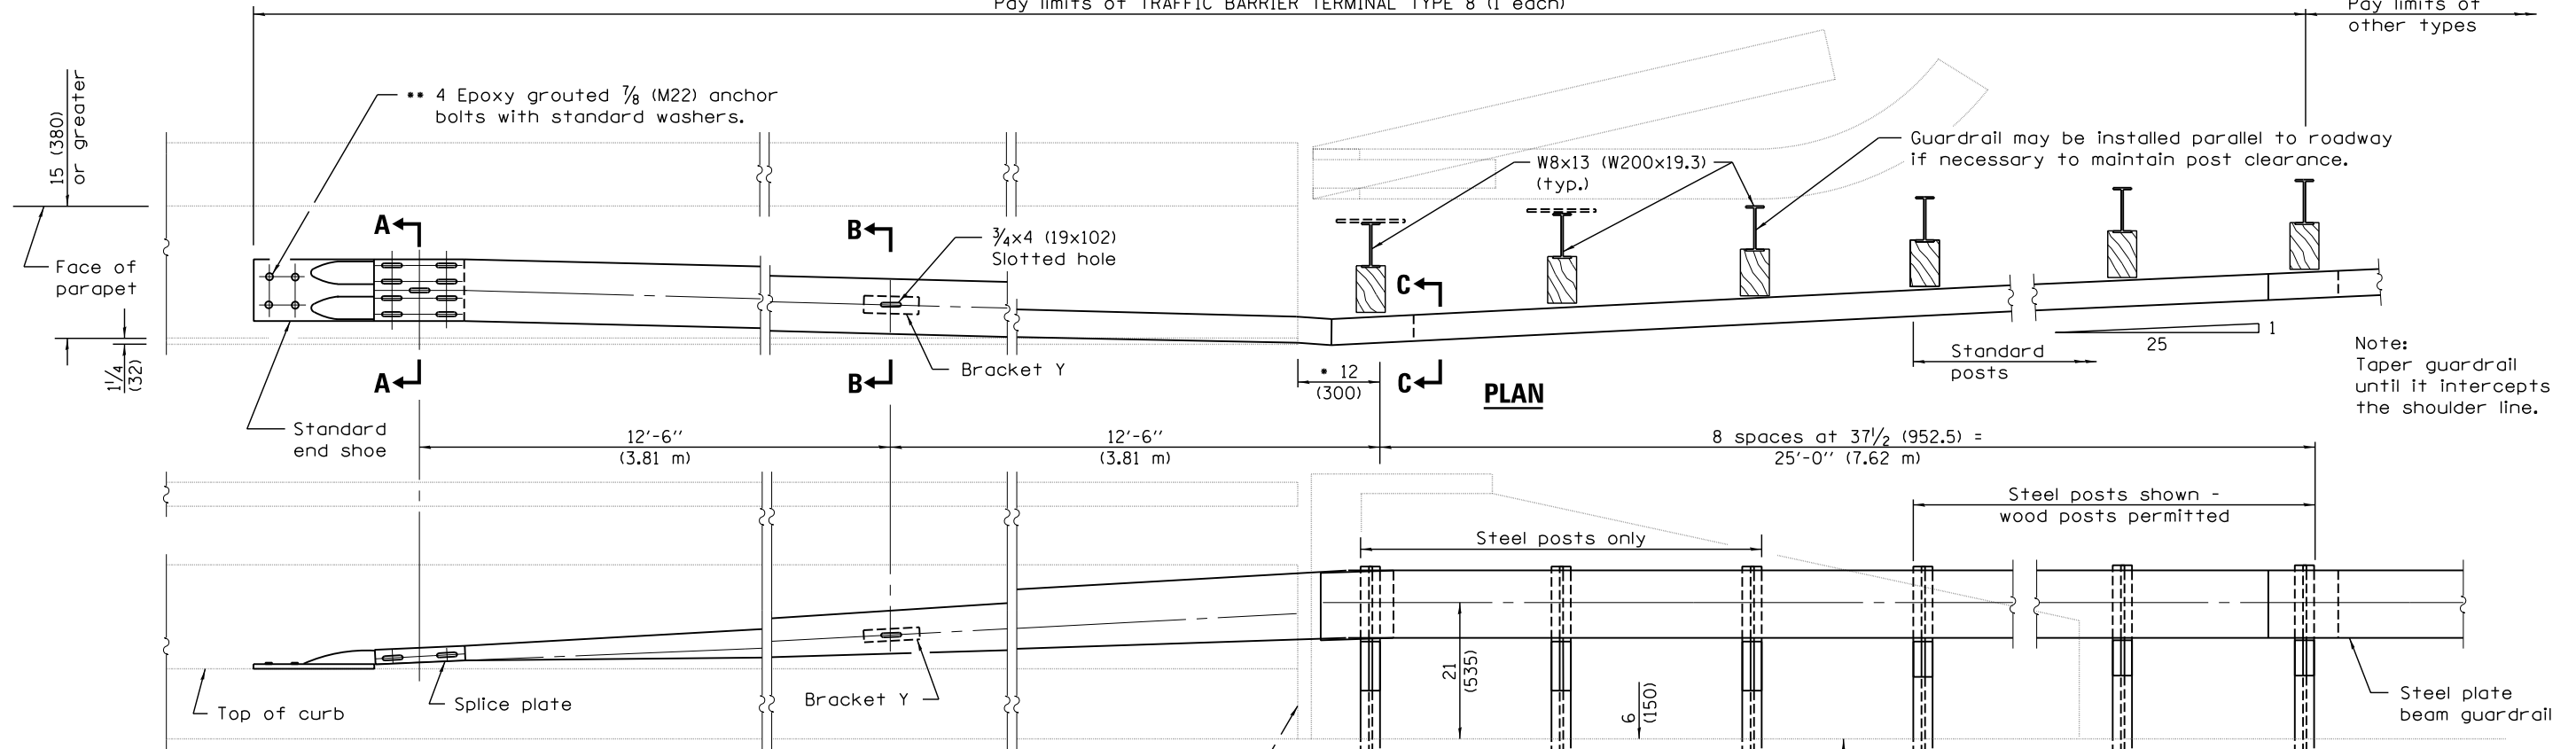 Pay limits of TRAFFIC BARRIER TERMINAL TYPE 8 (1 each)
Pay limits of
other types
15 (380)
or greater
** 4 Epoxy grouted 7/8 (M22) anchor
bolts with standard washers.
Guardrail may be installed parallel to roadway
if necessary to maintain post clearance.
W8x13 (W200x19.3)
(typ.)
A
B
3/4x4 (19x102)
Slotted hole
Face of
parapet
C
1 1/4
(32)
A
B
Bracket Y
* 12
(300)
C
PLAN
Standard
posts
25
1
Note:
Taper guardrail
until it intercepts
the shoulder line.
Standard
end shoe
12'-6''
(3.81 m)
12'-6''
(3.81 m)
8 spaces at 37 1/2 (952.5) =
25'-0'' (7.62 m)
Steel posts shown -
wood posts permitted
Steel posts only
21
(535)
6
(150)
Top of curb
Splice plate
Bracket Y
Steel plate
beam guardrail